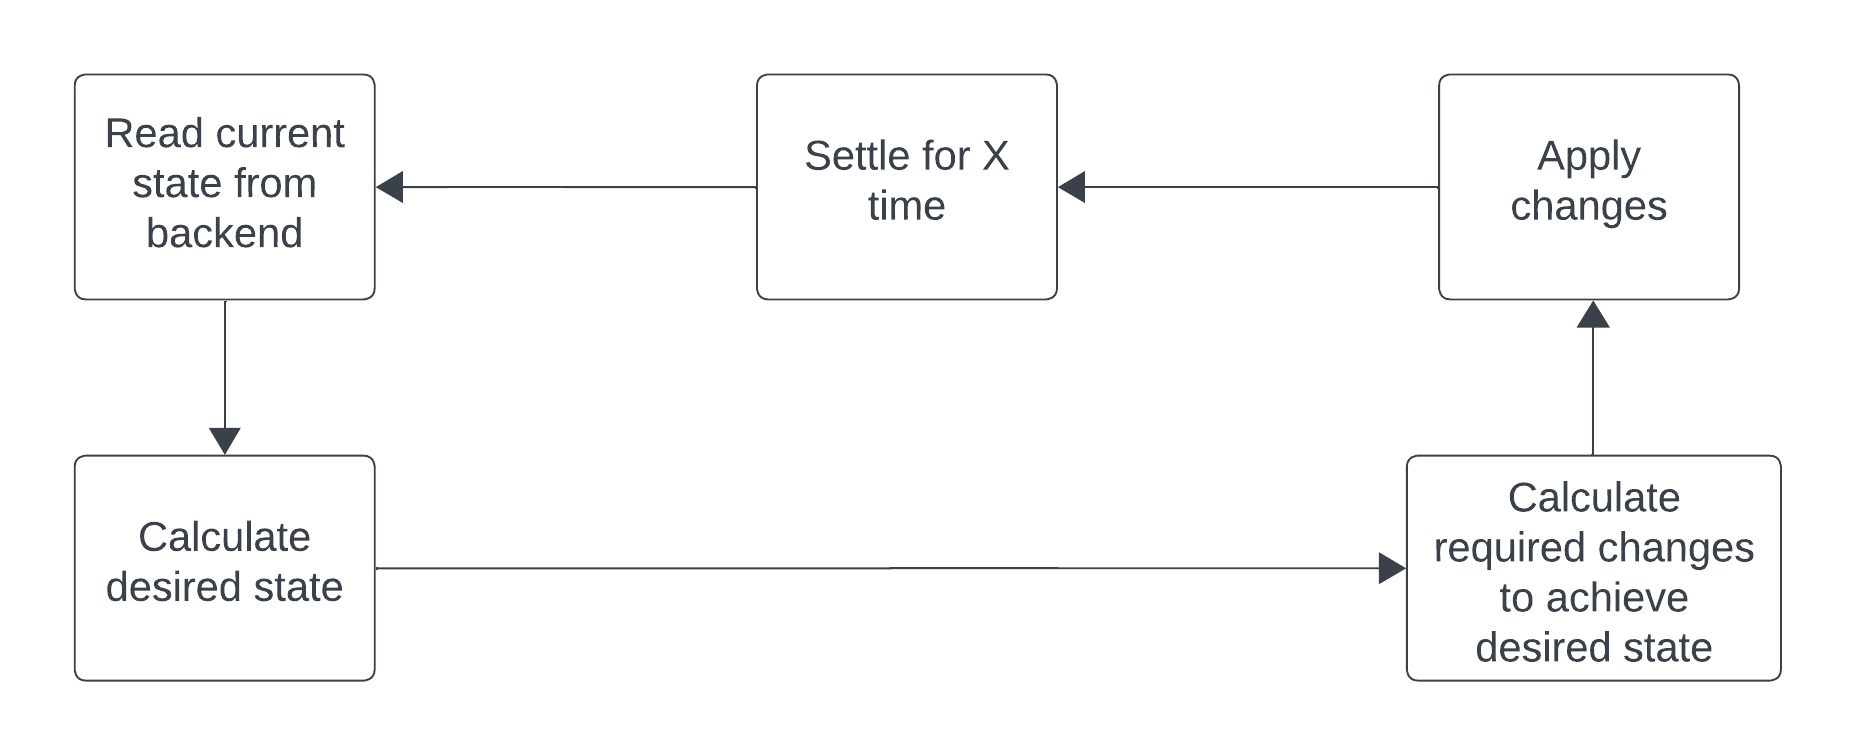 Read current
state from
backend
Settle for X
time
Apply
changes
Calculate
desired state
Calculate
required changes
to achieve
desired state